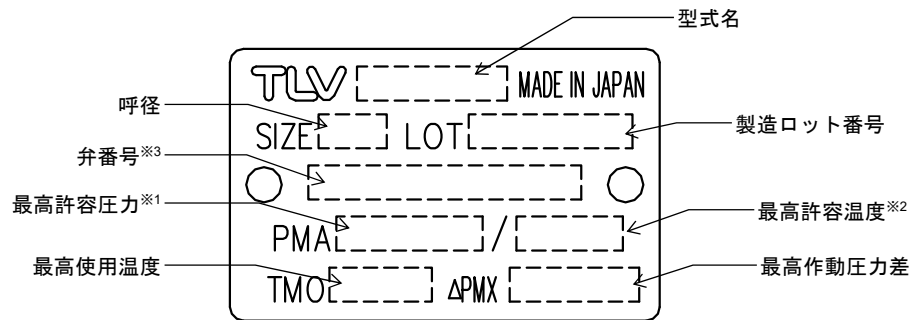 型式名
TLV MADE IN JAPAN
呼径
SIZE LOT
製造ロット番号
弁番号※3
最高許容圧力※1
PMA /
最高許容温度※2
最高使用温度
TMO ΔPMX
最高作動圧力差